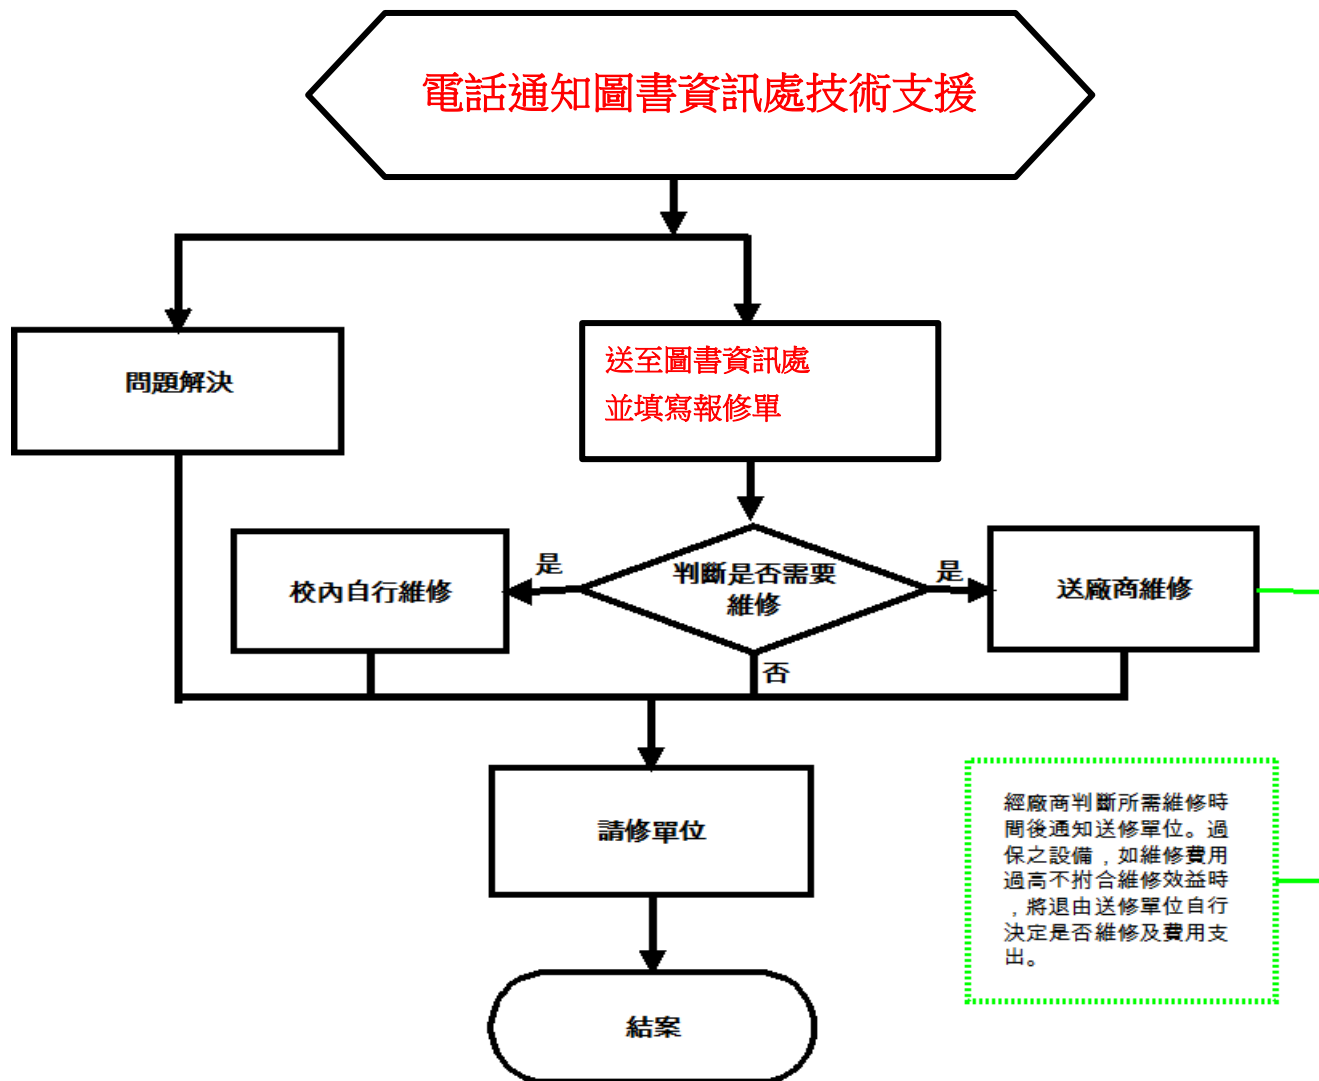 電話通知圖書資訊處技術支援
問題解決
送至圖書資訊處
並填寫報修單
校內自行維修
是
判斷是否需要
維修
是
送廠商維修
否
請修單位
經廠商判斷所需維修時
間後通知送修單位。過
保之設備，如維修費用
過高不拊合維修效益時
，將退由送修單位自行
決定是否維修及費用支
出。
結案